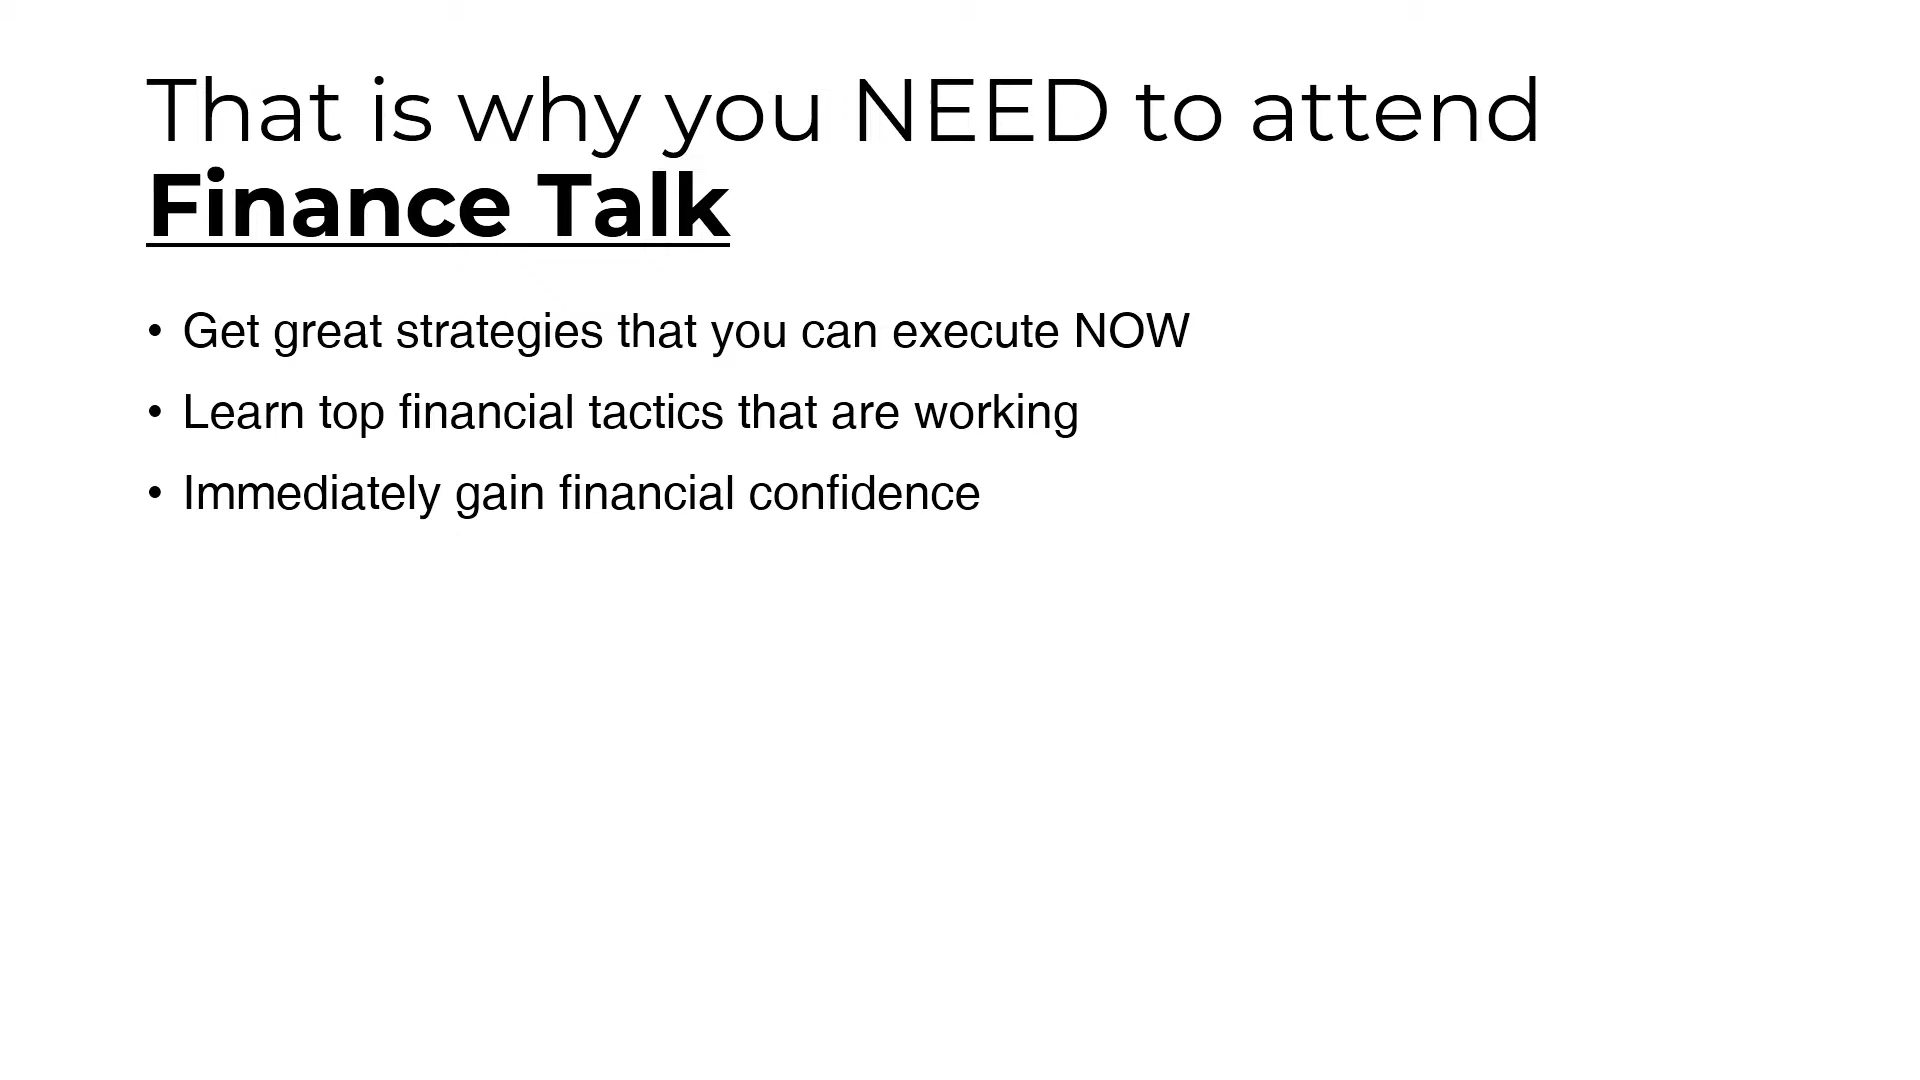 That is why you NEED to attend
Finance Talk
• Get great strategies that you can execute NOW
• Learn top financial tactics that are working
• Immediately gain financial confidence